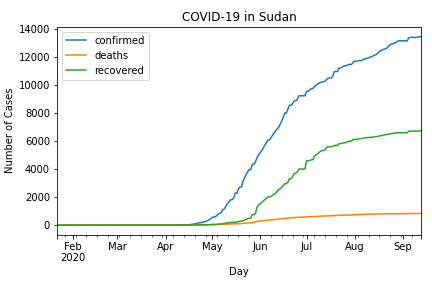 COVID-19 in Sudan
14000
12000
10000
8000
6000
4000
2000
0
Number of Cases
confirmed
deaths
recovered
Feb Mar Apr May Jun Jul Aug Sep
2020
Day